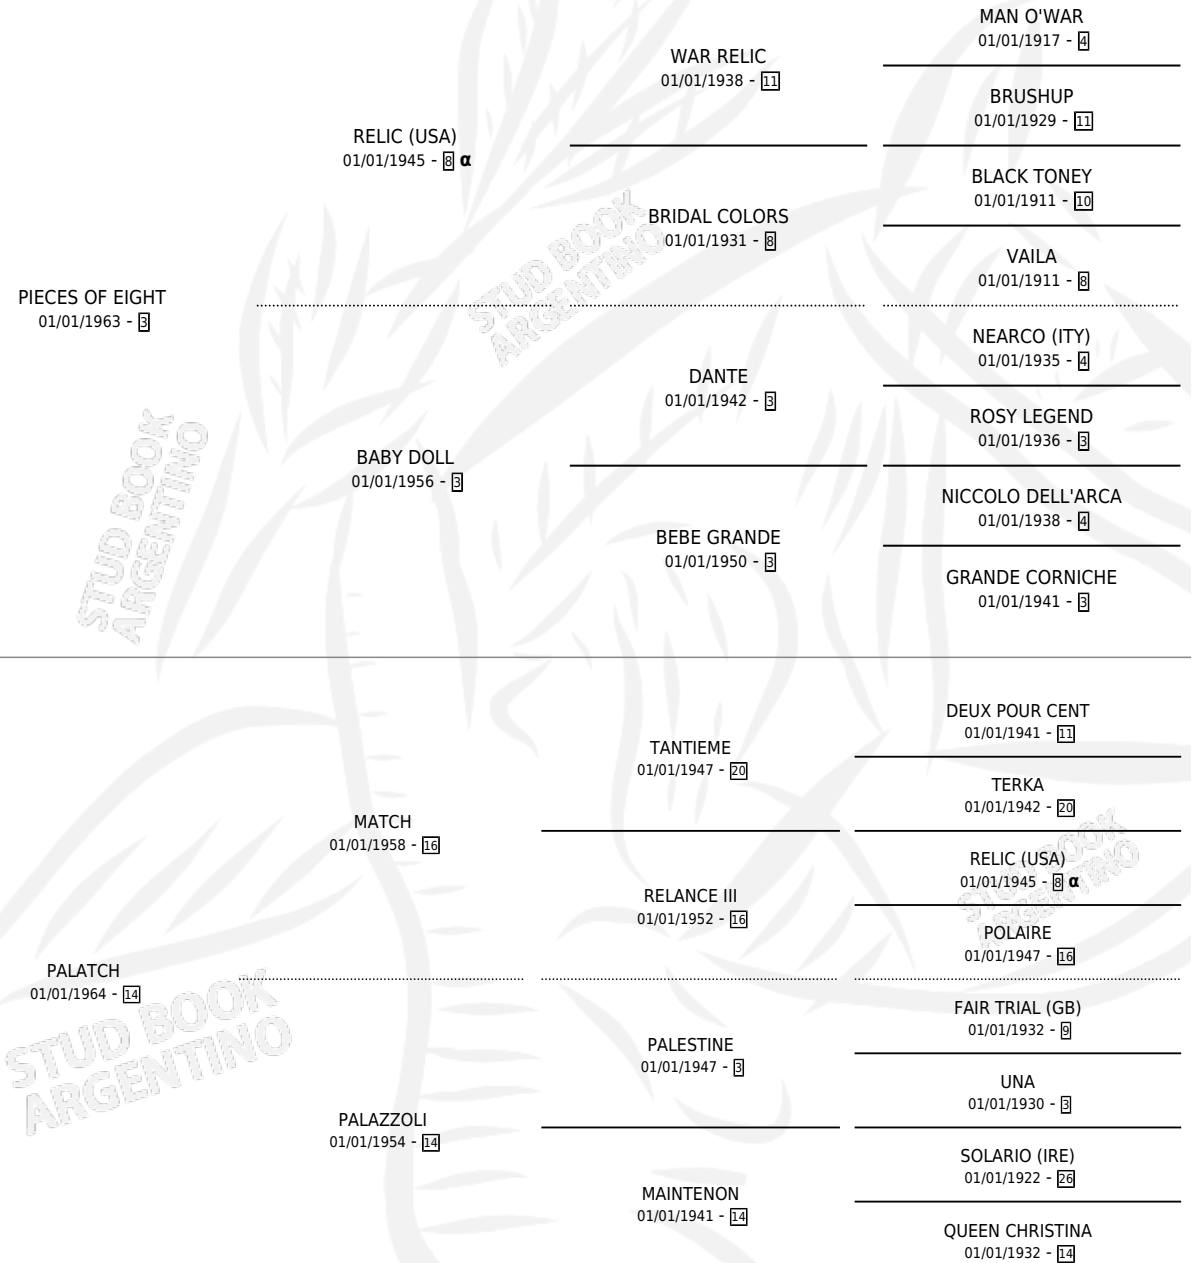 MAN O'WAR
01/01/1917 - 4
WAR RELIC
01/01/1938 - 11
BRUSHUP
01/01/1929 - 11
RELIC (USA)
01/01/1945 - 8 α
BLACK TONEY
01/01/1911 - 10
BRIDAL COLORS
01/01/1931 - 8
VAILA
01/01/1911 - 8
PIECES OF EIGHT
01/01/1963 - 3
NEARCO (ITY)
01/01/1935 - 4
DANTE
01/01/1942 - 3
ROSY LEGEND
01/01/1936 - 3
BABY DOLL
01/01/1956 - 3
NICCOLO DELL'ARCA
01/01/1938 - 4
BEBE GRANDE
01/01/1950 - 3
GRANDE CORNICHE
01/01/1941 - 3
DEUX POUR CENT
01/01/1941 - 11
TANTIEME
01/01/1947 - 20
TERKA
01/01/1942 - 20
MATCH
01/01/1958 - 16
RELIC (USA)
01/01/1945 - 8 α
RELANCE III
01/01/1952 - 16
POLAIRE
01/01/1947 - 16
PALATCH
01/01/1964 - 14
FAIR TRIAL (GB)
01/01/1932 - 9
PALESTINE
01/01/1947 - 3
UNA
01/01/1930 - 3
PALAZZOLI
01/01/1954 - 14
SOLARIO (IRE)
01/01/1922 - 26
MAINTENON
01/01/1941 - 14
QUEEN CHRISTINA
01/01/1932 - 14
STUD BOOK
ARGENTINO
STUD BOOK
ARGENTINO
STUD BOOK
ARGENTINO
STUD BOOK
ARGENTINO